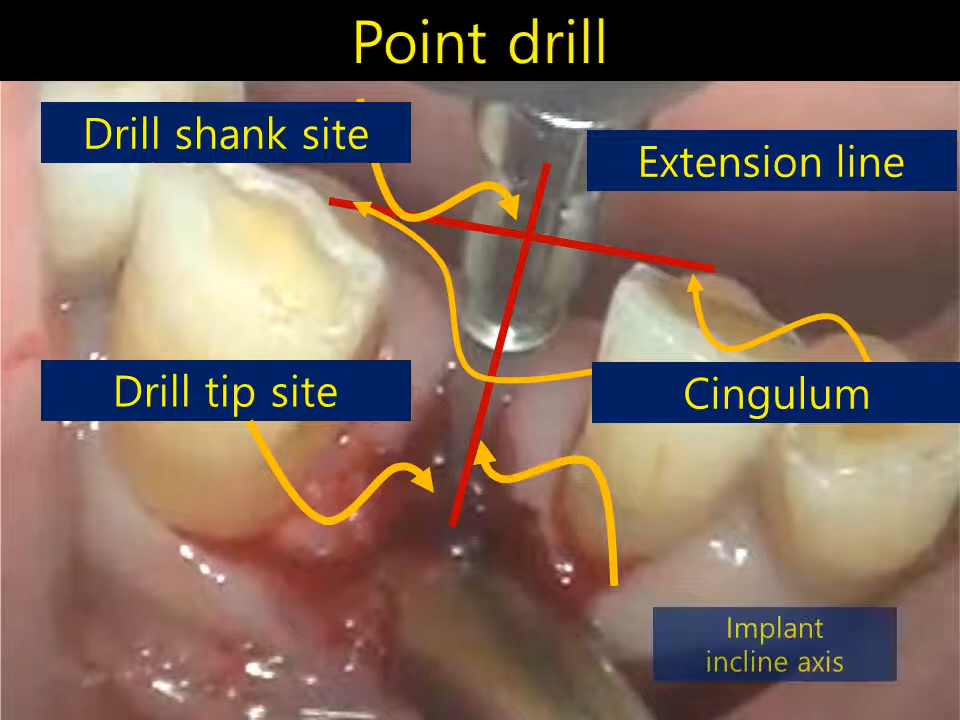 Point drill
Drill shank site
Extension line
Drill tip site
Cingulum
Implant
incline axis